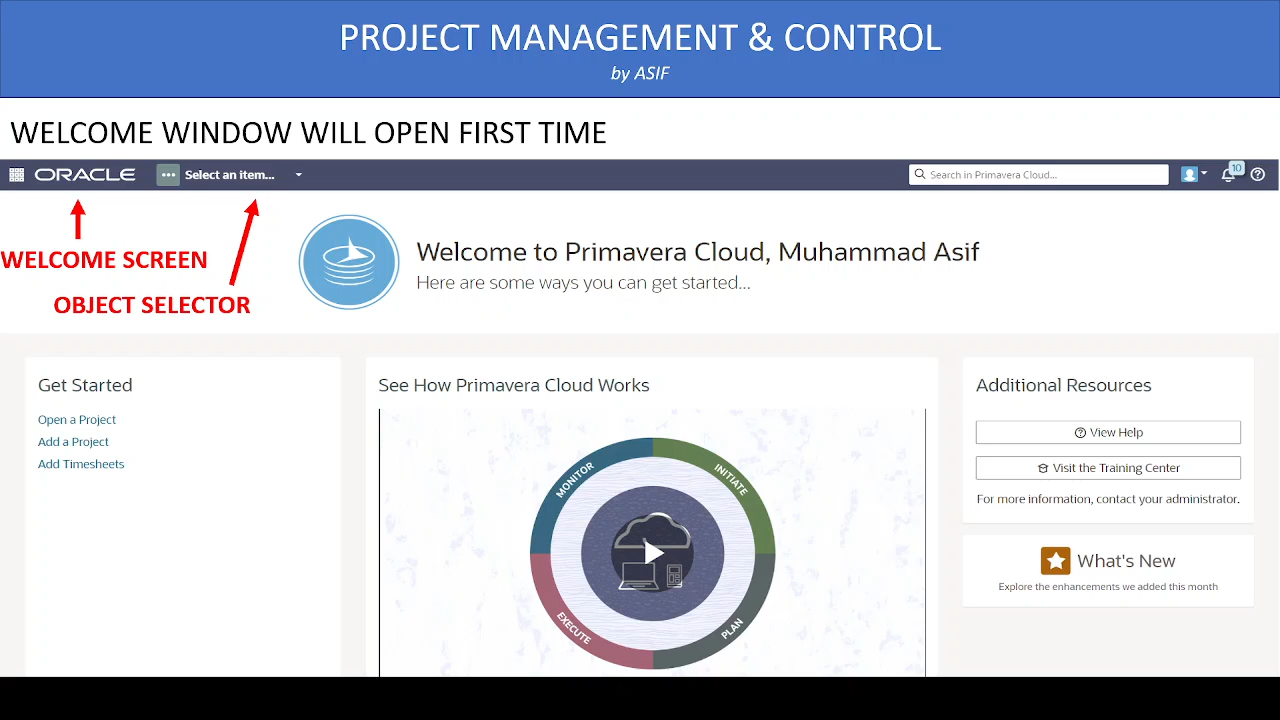 PROJECT MANAGEMENT & CONTROL
by ASIF
WELCOME WINDOW WILL OPEN FIRST TIME
ORACLE
Select an item...
Search in Primavera Cloud...
10
WELCOME SCREEN
OBJECT SELECTOR
Welcome to Primavera Cloud, Muhammad Asif
Here are some ways you can get started...
Get Started
Open a Project
Add a Project
Add Timesheets
See How Primavera Cloud Works
MONITOR
INITIATE
EXECUTE
PLAN
Additional Resources
View Help
Visit the Training Center
For more information, contact your administrator.
What's New
Explore the enhancements we added this month